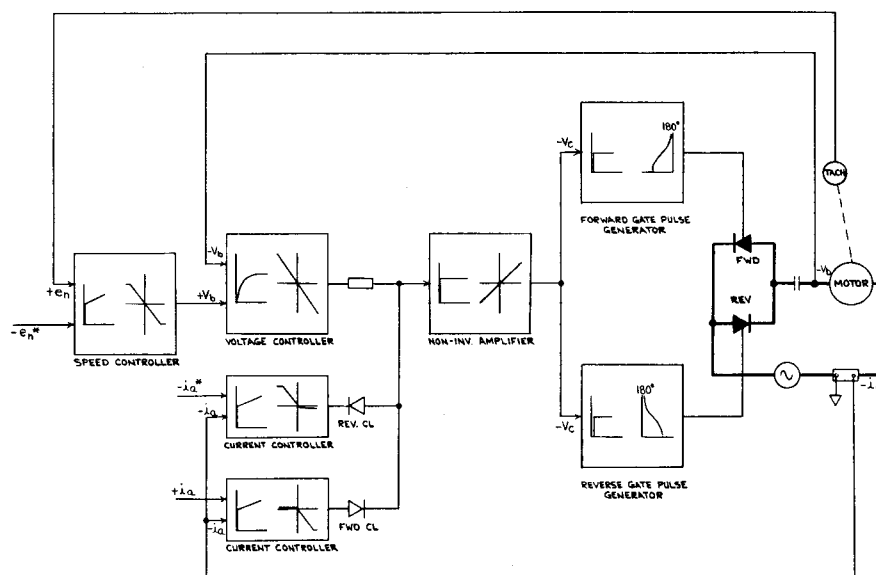 180°
-Vc
TACH
FORWARD GATE PULSE
GENERATOR
-Vb
+Vb
+en
-en*
SPEED CONTROLLER
VOLTAGE CONTROLLER
NON-INV. AMPLIFIER
FWD
REV
-Vb
MOTOR
-ia*
-ia
REV. CL
CURRENT CONTROLLER
180°
-Vc
-i
REVERSE GATE PULSE
GENERATOR
+ia
-ia
FWD CL
CURRENT CONTROLLER